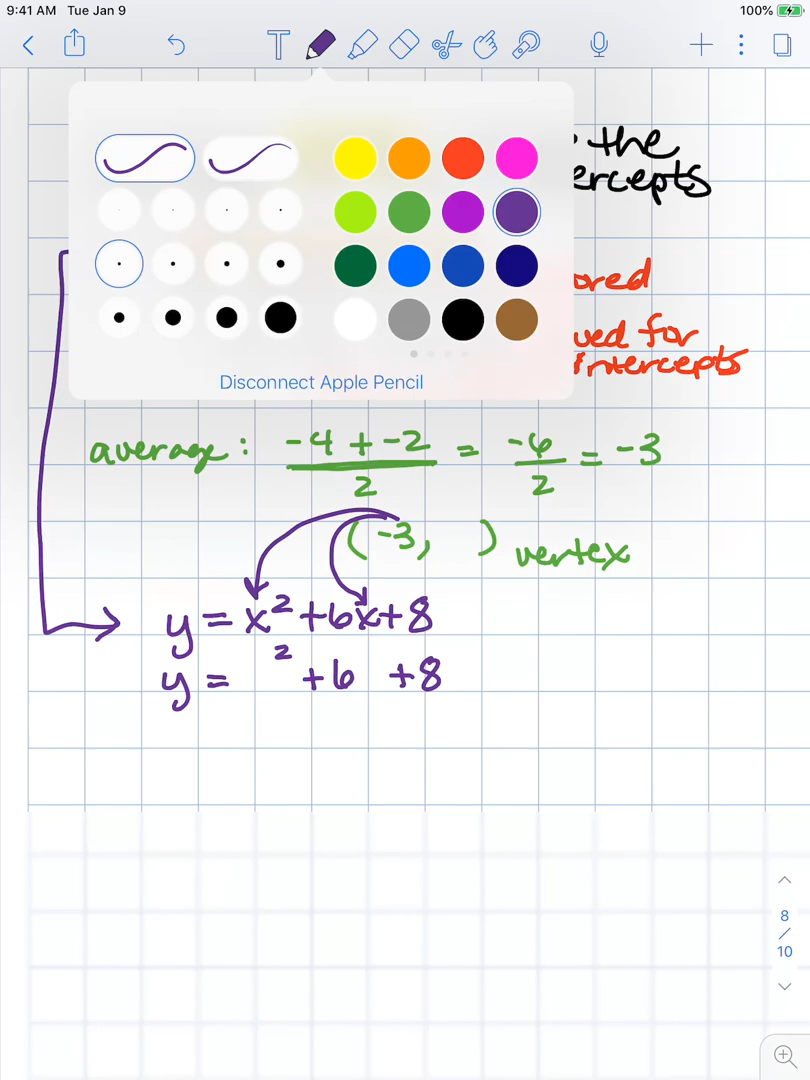 9:41 AM Tue Jan 9 100%
T
the
ercepts
ored
ued for
intercepts
Disconnect Apple Pencil
average: -4 + -2 / 2 = -6 / 2 = -3
(-3, ) vertex
y = x² + 6x + 8
y = ² + 6 + 8
8
/
10